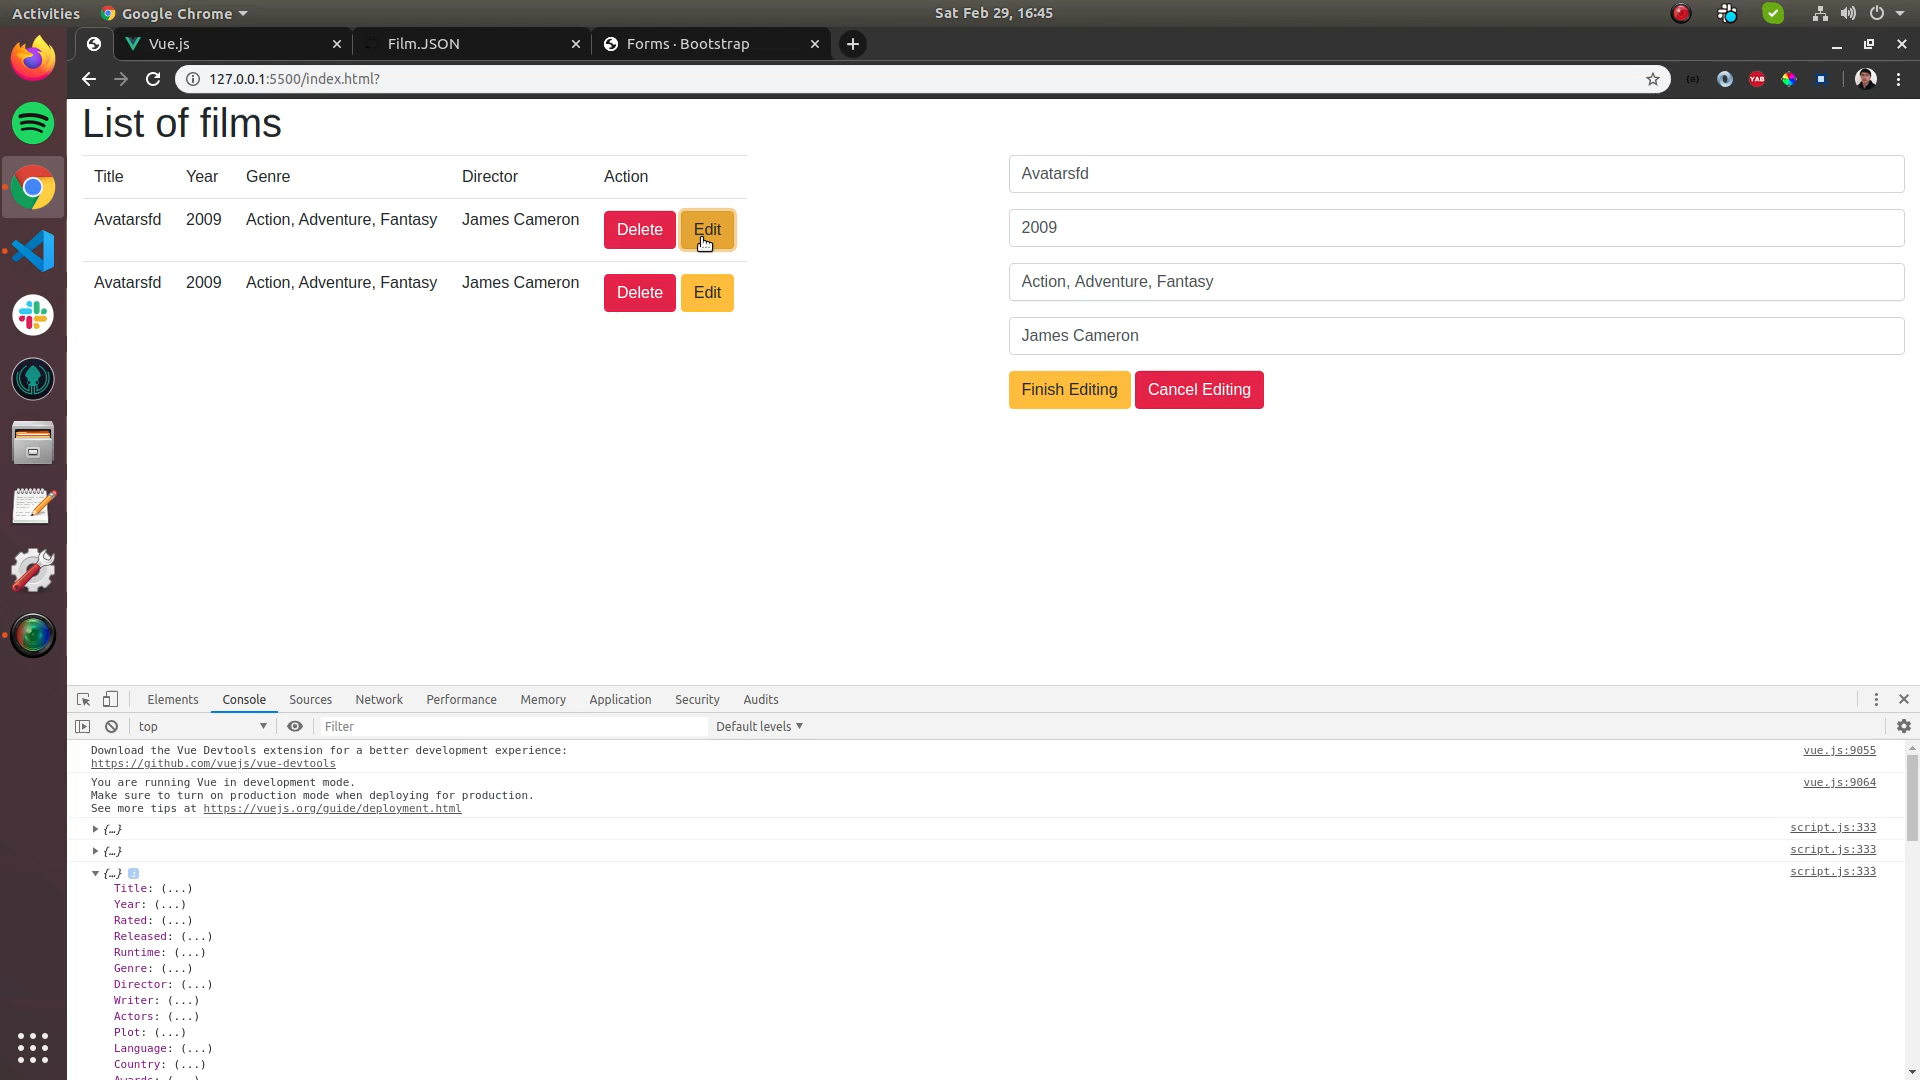 Activities Google Chrome Sat Feb 29, 16:45
Vue.js Film.JSON Forms · Bootstrap
127.0.0.1:5500/index.html?
YAB
List of films
Title Year Genre Director Action
Avatarsfd 2009 Action, Adventure, Fantasy James Cameron Delete Edit
Avatarsfd 2009 Action, Adventure, Fantasy James Cameron Delete Edit
Avatarsfd
2009
Action, Adventure, Fantasy
James Cameron
Finish Editing Cancel Editing
Elements Console Sources Network Performance Memory Application Security Audits
top Filter Default levels
Download the Vue Devtools extension for a better development experience: vue.js:9055
https://github.com/vuejs/vue-devtools
You are running Vue in development mode. vue.js:9064
Make sure to turn on production mode when deploying for production.
See more tips at https://vuejs.org/guide/deployment.html
{…} script.js:333
{…} script.js:333
{…} i script.js:333
Title: (...)
Year: (...)
Rated: (...)
Released: (...)
Runtime: (...)
Genre: (...)
Director: (...)
Writer: (...)
Actors: (...)
Plot: (...)
Language: (...)
Country: (...)
Awards: (...)